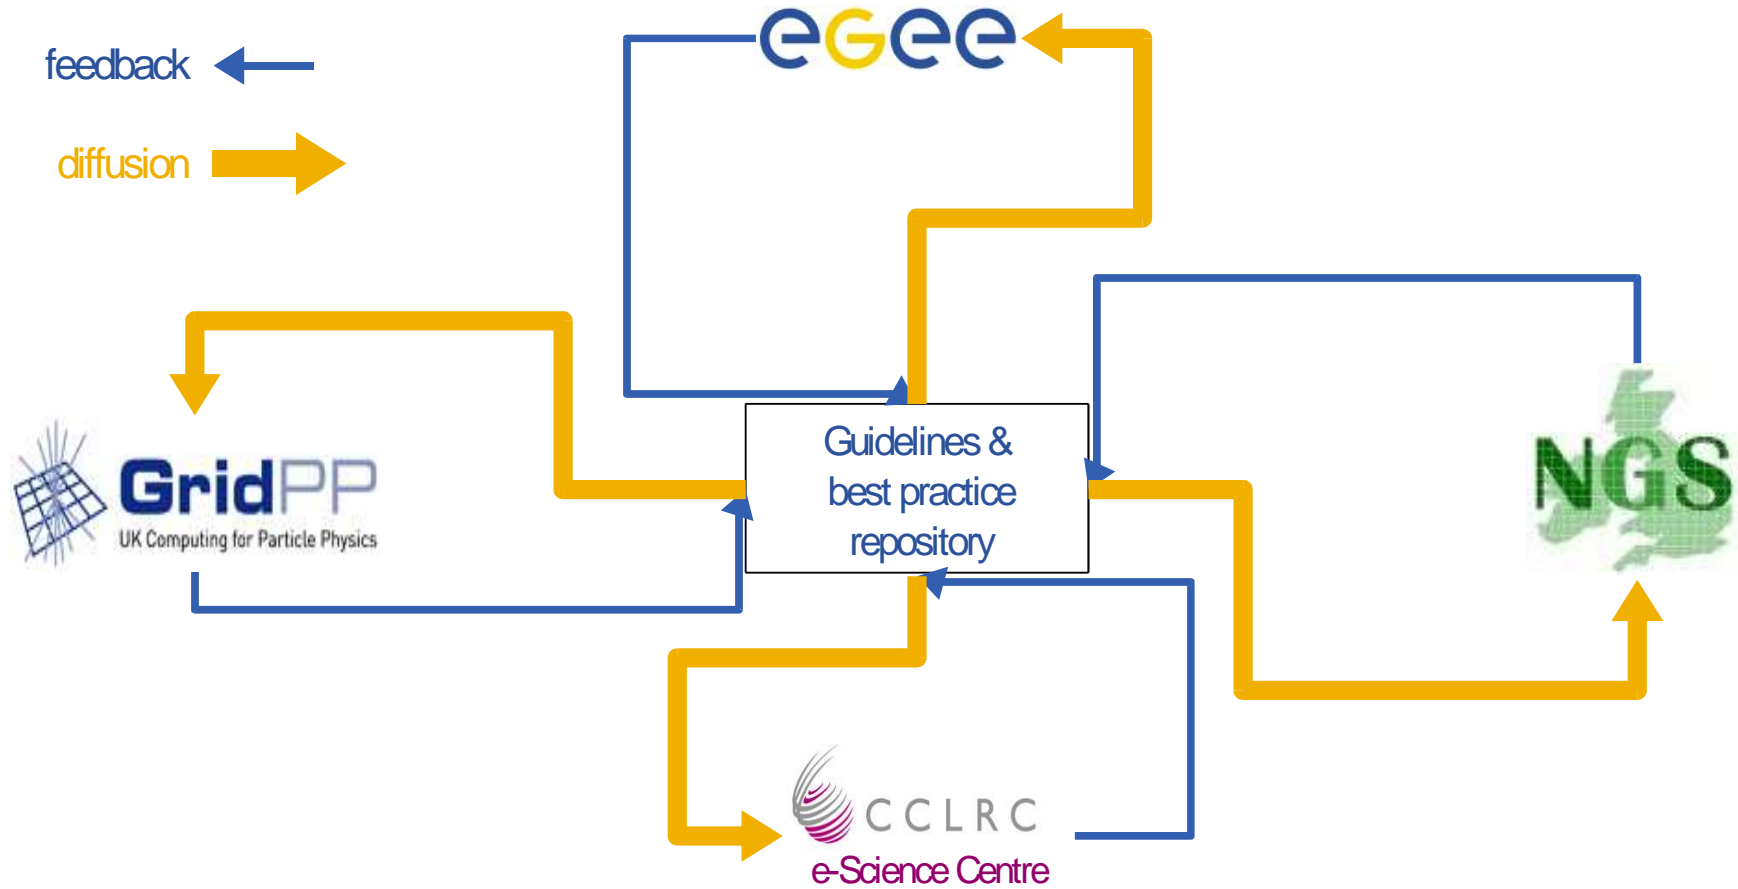 egee
feedback
diffusion
Guidelines &
best practice
repository
GridPP
UK Computing for Particle Physics
NGS
CCLRC
e-Science Centre